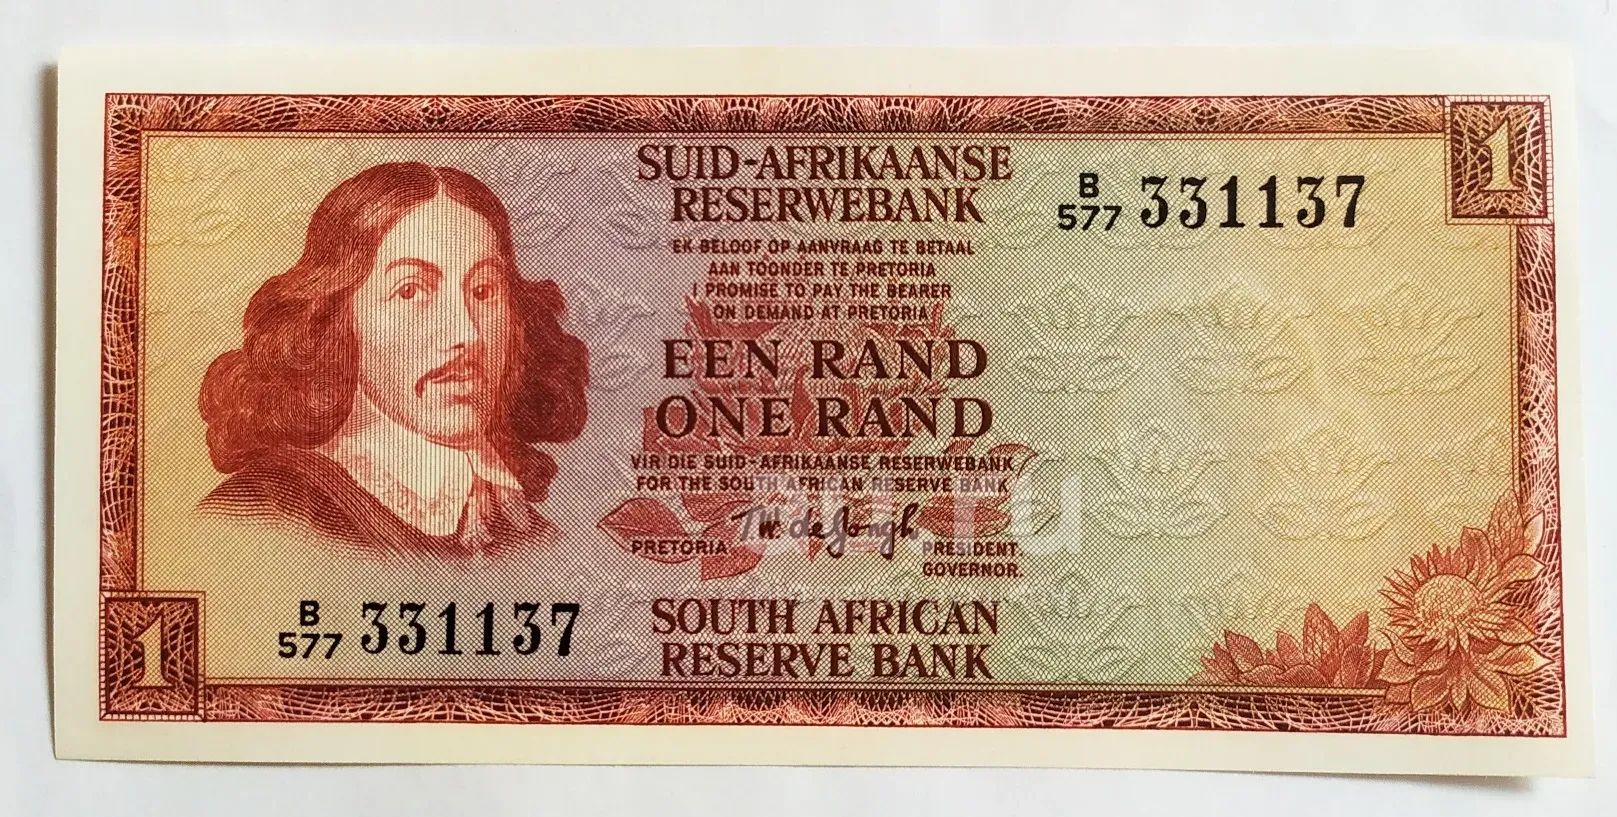 1
SUID-AFRIKAANSE
RESERWEBANK
B/577 331137
EK BELOOF OP AANVRAAG TE BETAAL
AAN TOONDER TE PRETORIA
I PROMISE TO PAY THE BEARER
ON DEMAND AT PRETORIA
EEN RAND
ONE RAND
VIR DIE SUID-AFRIKAANSE RESERWEBANK
FOR THE SOUTH AFRICAN RESERVE BANK
T.W. de Jongh
PRETORIA
PRESIDENT.
GOVERNOR.
B/577 331137
SOUTH AFRICAN
RESERVE BANK
1